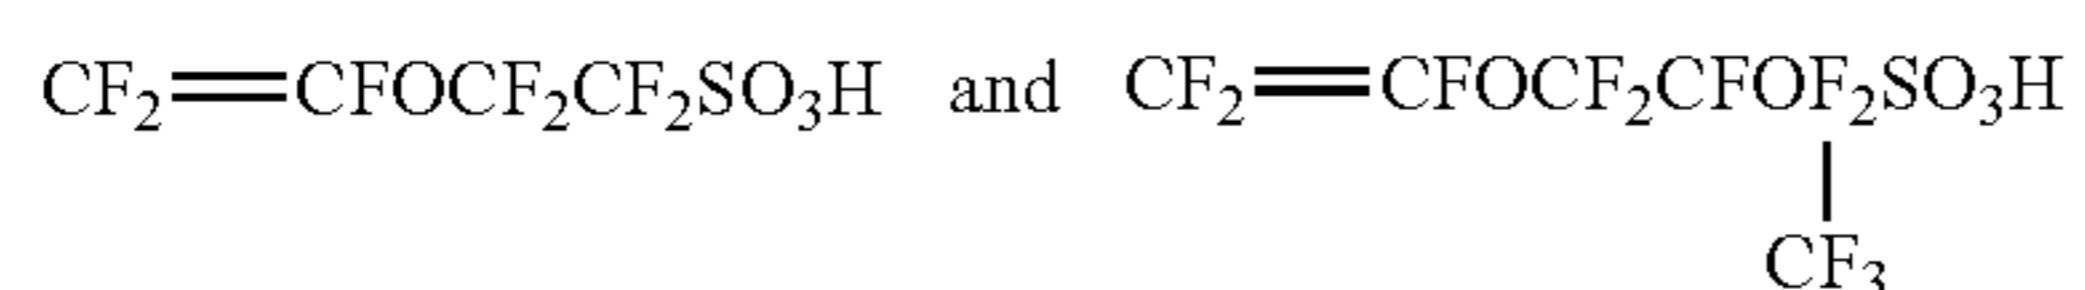 CF₂=CFOCF₂CF₂SO₃H and CF₂=CFOCF₂CFOF₂SO₃H
CF₃